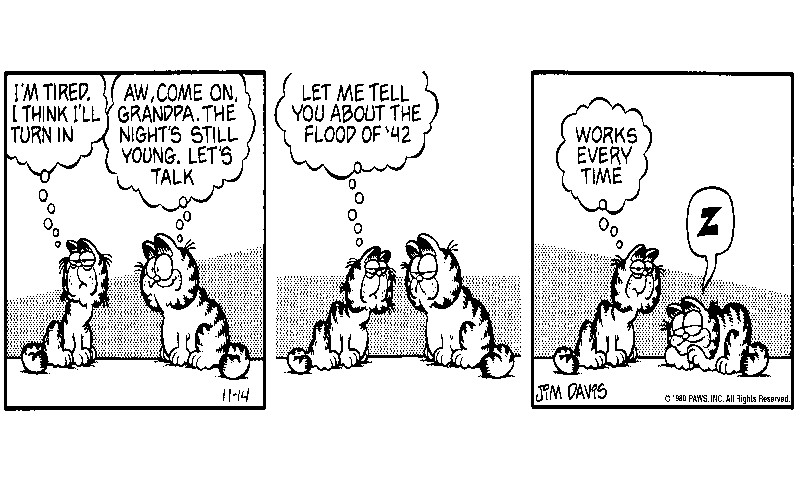 I'M TIRED.
I THINK I'LL
TURN IN
AW, COME ON,
GRANDPA. THE
NIGHT'S STILL
YOUNG. LET'S
TALK
11-14
LET ME TELL
YOU ABOUT THE
FLOOD OF '42
WORKS
EVERY
TIME
Z
JIM DAVIS
© 1980 PAWS, INC. All Rights Reserved.